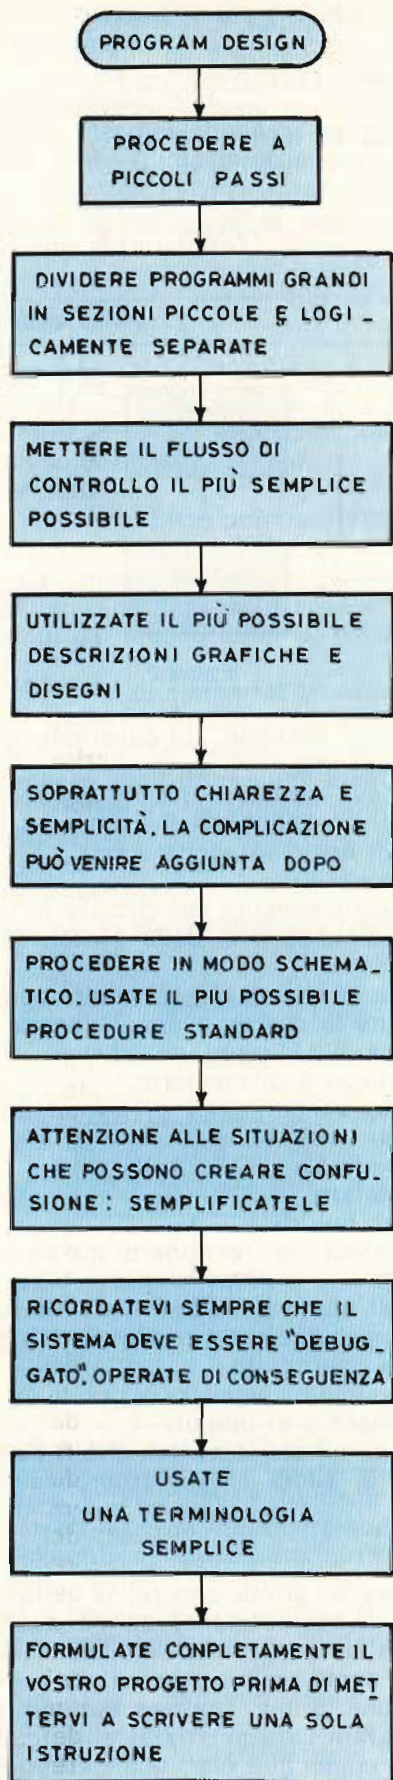 PROGRAM DESIGN
PROCEDERE A
PICCOLI PASSI
DIVIDERE PROGRAMMI GRANDI
IN SEZIONI PICCOLE E LOGI_
CAMENTE SEPARATE
METTERE IL FLUSSO DI
CONTROLLO IL PIÙ SEMPLICE
POSSIBILE
UTILIZZATE IL PIÙ POSSIBILE
DESCRIZIONI GRAFICHE E
DISEGNI
SOPRATTUTTO CHIAREZZA E
SEMPLICITÀ. LA COMPLICAZIONE
PUÒ VENIRE AGGIUNTA DOPO
PROCEDERE IN MODO SCHEMA_
TICO. USATE IL PIU POSSIBILE
PROCEDURE STANDARD
ATTENZIONE ALLE SITUAZIONI
CHE POSSONO CREARE CONFU_
SIONE: SEMPLIFICATELE
RICORDATEVI SEMPRE CHE IL
SISTEMA DEVE ESSERE "DEBUG_
GATO". OPERATE DI CONSEGUENZA
USATE
UNA TERMINOLOGIA
SEMPLICE
FORMULATE CONPLETAMENTE IL
VOSTRO PROGETTO PRIMA DI MET_
TERVI A SCRIVERE UNA SOLA
ISTRUZIONE